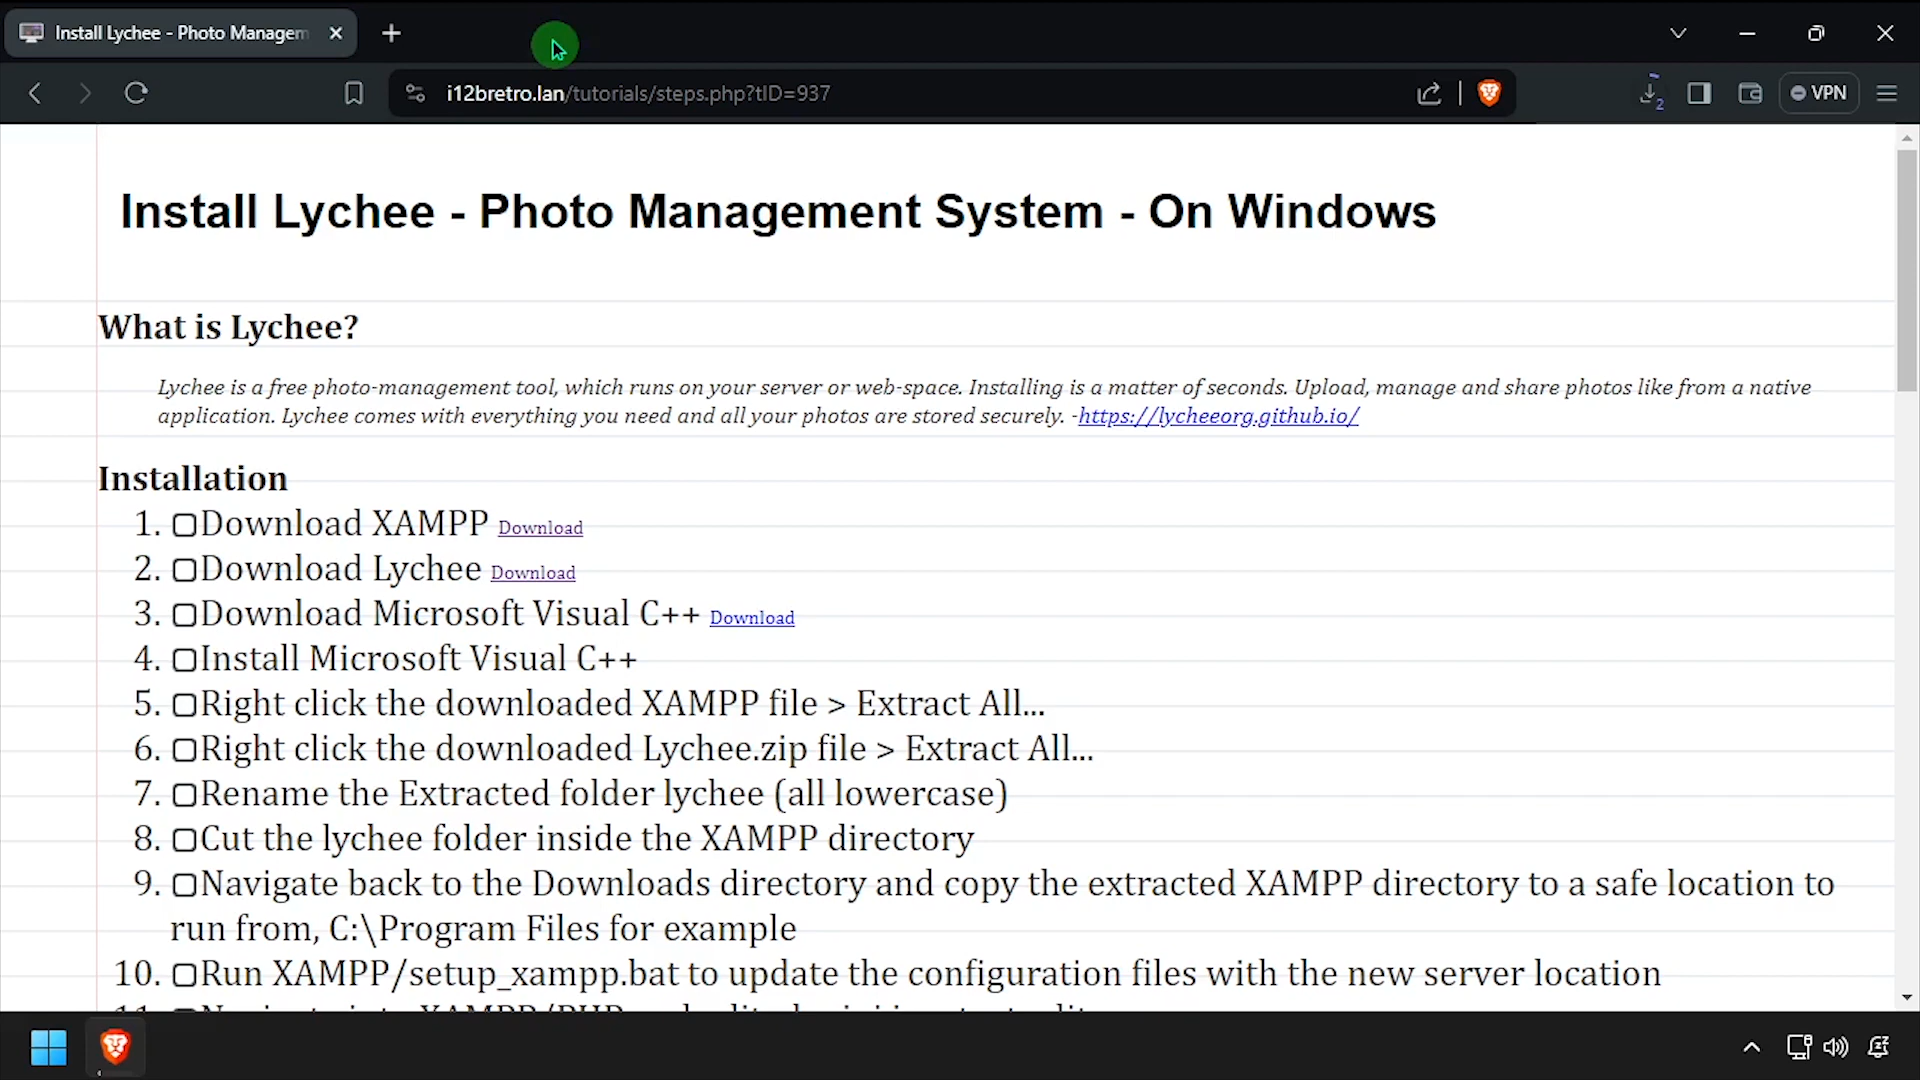 Install Lychee - Photo Managem
i12bretro.lan/tutorials/steps.php?tID=937
2
VPN
Install Lychee - Photo Management System - On Windows
What is Lychee?
Lychee is a free photo-management tool, which runs on your server or web-space. Installing is a matter of seconds. Upload, manage and share photos like from a native
application. Lychee comes with everything you need and all your photos are stored securely. -https://lycheeorg.github.io/
Installation
1. Download XAMPP Download
2. Download Lychee Download
3. Download Microsoft Visual C++ Download
4. Install Microsoft Visual C++
5. Right click the downloaded XAMPP file > Extract All...
6. Right click the downloaded Lychee.zip file > Extract All...
7. Rename the Extracted folder lychee (all lowercase)
8. Cut the lychee folder inside the XAMPP directory
9. Navigate back to the Downloads directory and copy the extracted XAMPP directory to a safe location to
run from, C:\Program Files for example
10. Run XAMPP/setup_xampp.bat to update the configuration files with the new server location